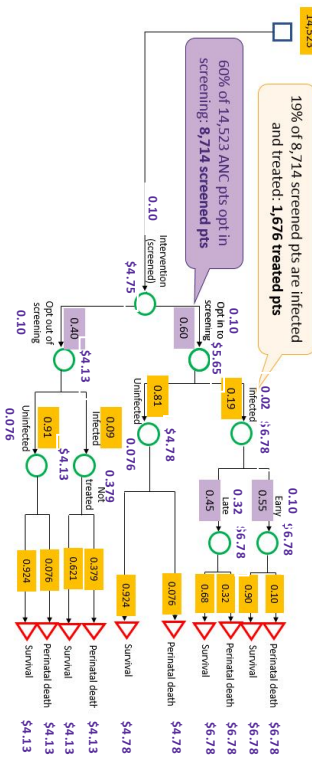 14,523
19% of 8,714 screened pts are infected
and treated: 1,676 treated pts
60% of 14,523 ANC pts opt in
screening: 8,714 screened pts
0.10
Intervention
(screened)
$4.75
0.10
Opt in to
screening
$5.65
0.60
0.40
$4.13
Opt out of
screening
0.10
0.02
Infected
$6.78
0.19
0.81
$4.78
Uninfected
0.076
0.09
Infected
0.379
Not
treated
0.91
$4.13
Uninfected
0.076
0.10
Early
$6.78
0.55
0.32
Late
$6.78
0.45
0.10
Perinatal death
$6.78
0.90
Survival
$6.78
0.32
Perinatal death
$6.78
0.68
Survival
$6.78
0.076
Perinatal death
$4.78
0.924
Survival
$4.78
0.379
Perinatal death
$4.13
0.621
Survival
$4.13
0.076
Perinatal death
$4.13
0.924
Survival
$4.13